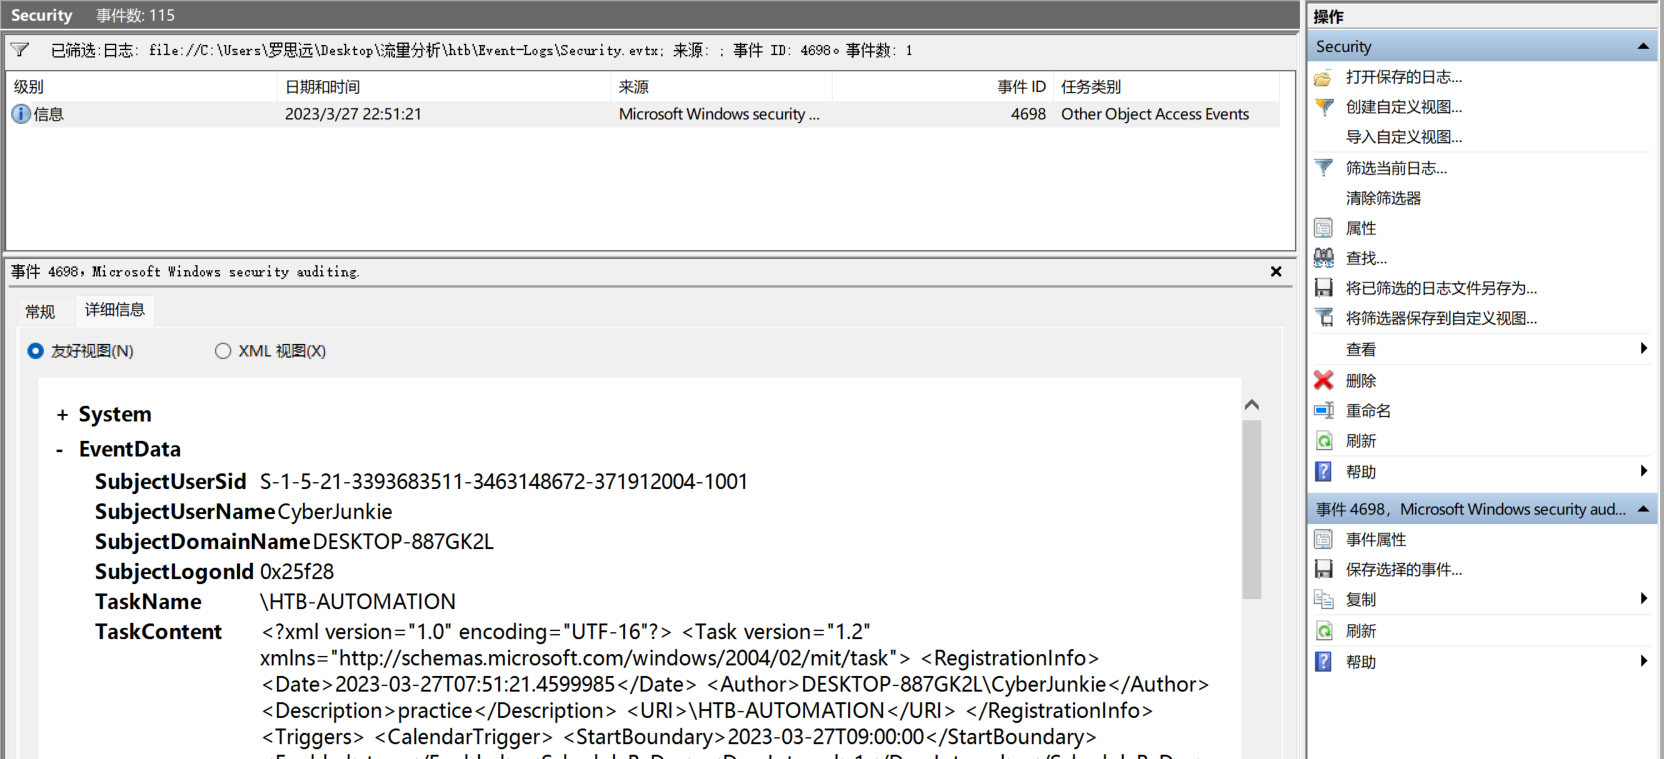 Security 事件数: 115
已筛选:日志: file://C:\Users\罗思远\Desktop\流量分析\htb\Event-Logs\Security.evtx; 来源: ; 事件 ID: 4698。事件数: 1
级别 日期和时间 来源 事件 ID 任务类别
信息 2023/3/27 22:51:21 Microsoft Windows security ... 4698 Other Object Access Events
事件 4698，Microsoft Windows security auditing.
常规 详细信息
友好视图(N) XML 视图(X)
+ System
- EventData
SubjectUserSid S-1-5-21-3393683511-3463148672-371912004-1001
SubjectUserName CyberJunkie
SubjectDomainName DESKTOP-887GK2L
SubjectLogonId 0x25f28
TaskName \HTB-AUTOMATION
TaskContent <?xml version="1.0" encoding="UTF-16"?> <Task version="1.2"
xmlns="http://schemas.microsoft.com/windows/2004/02/mit/task"> <RegistrationInfo>
<Date>2023-03-27T07:51:21.4599985</Date> <Author>DESKTOP-887GK2L\CyberJunkie</Author>
<Description>practice</Description> <URI>\HTB-AUTOMATION</URI> </RegistrationInfo>
<Triggers> <CalendarTrigger> <StartBoundary>2023-03-27T09:00:00</StartBoundary>
操作
Security
打开保存的日志...
创建自定义视图...
导入自定义视图...
筛选当前日志...
清除筛选器
属性
查找...
将已筛选的日志文件另存为...
将筛选器保存到自定义视图...
查看
删除
重命名
刷新
帮助
事件 4698，Microsoft Windows security aud...
事件属性
保存选择的事件...
复制
刷新
帮助